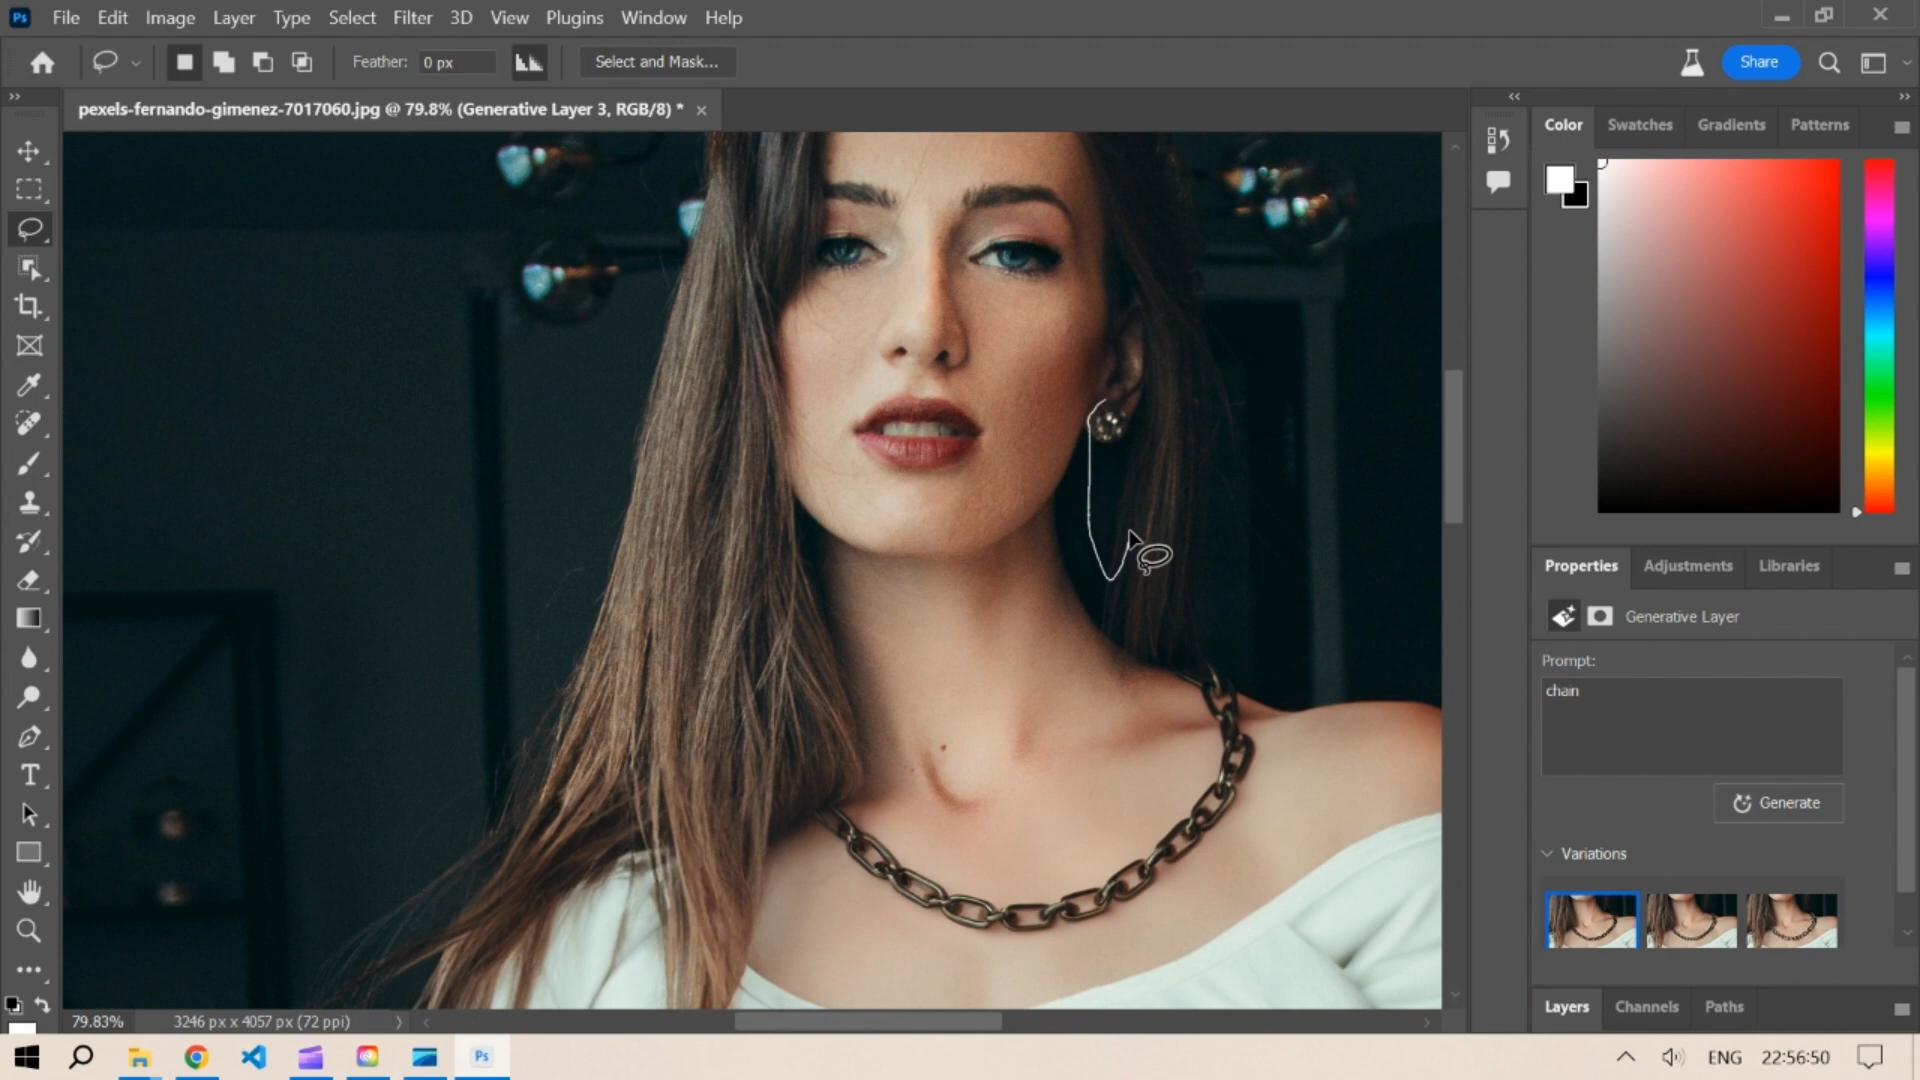 Ps File Edit Image Layer Type Select Filter 3D View Plugins Window Help
Feather: 0 px Select and Mask... Share
pexels-fernando-gimenez-7017060.jpg @ 79.8% (Generative Layer 3, RGB/8) *
Color Swatches Gradients Patterns
Properties Adjustments Libraries
Generative Layer
Prompt:
chain
Generate
Variations
T
Layers Channels Paths
79.83% 3246 px x 4057 px (72 ppi)
Ps ENG 22:56:50